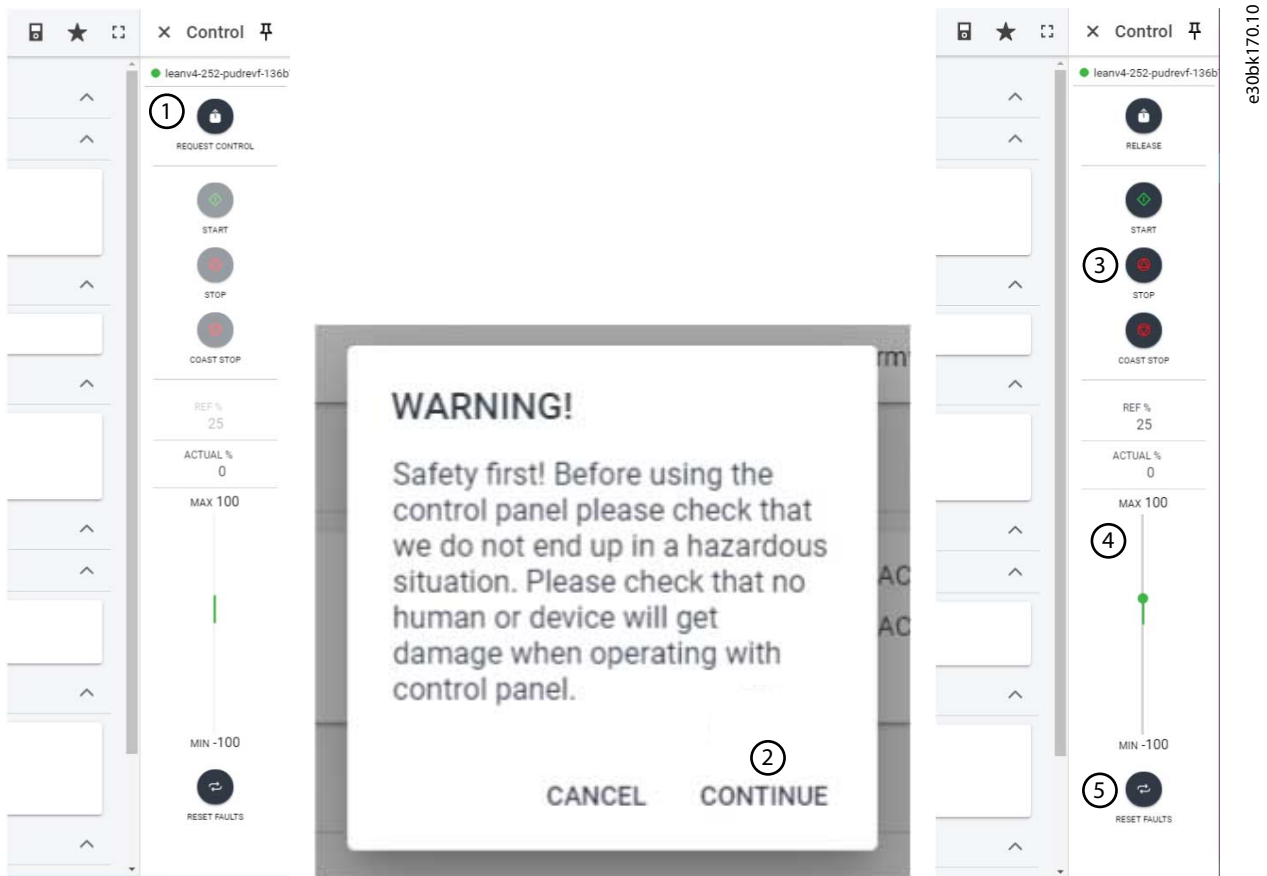 Control
leanv4-252-pudrevf-136b
1
REQUEST CONTROL
START
STOP
COAST STOP
REF %
25
ACTUAL %
0
MAX 100
MIN -100
RESET FAULTS
WARNING!
Safety first! Before using the
control panel please check that
we do not end up in a hazardous
situation. Please check that no
human or device will get
damage when operating with
control panel.
2
CANCEL CONTINUE
rm
AC
AC
Control
leanv4-252-pudrevf-136b
RELEASE
START
3
STOP
COAST STOP
REF %
25
ACTUAL %
0
MAX 100
4
MIN -100
5
RESET FAULTS
e30bk170.10